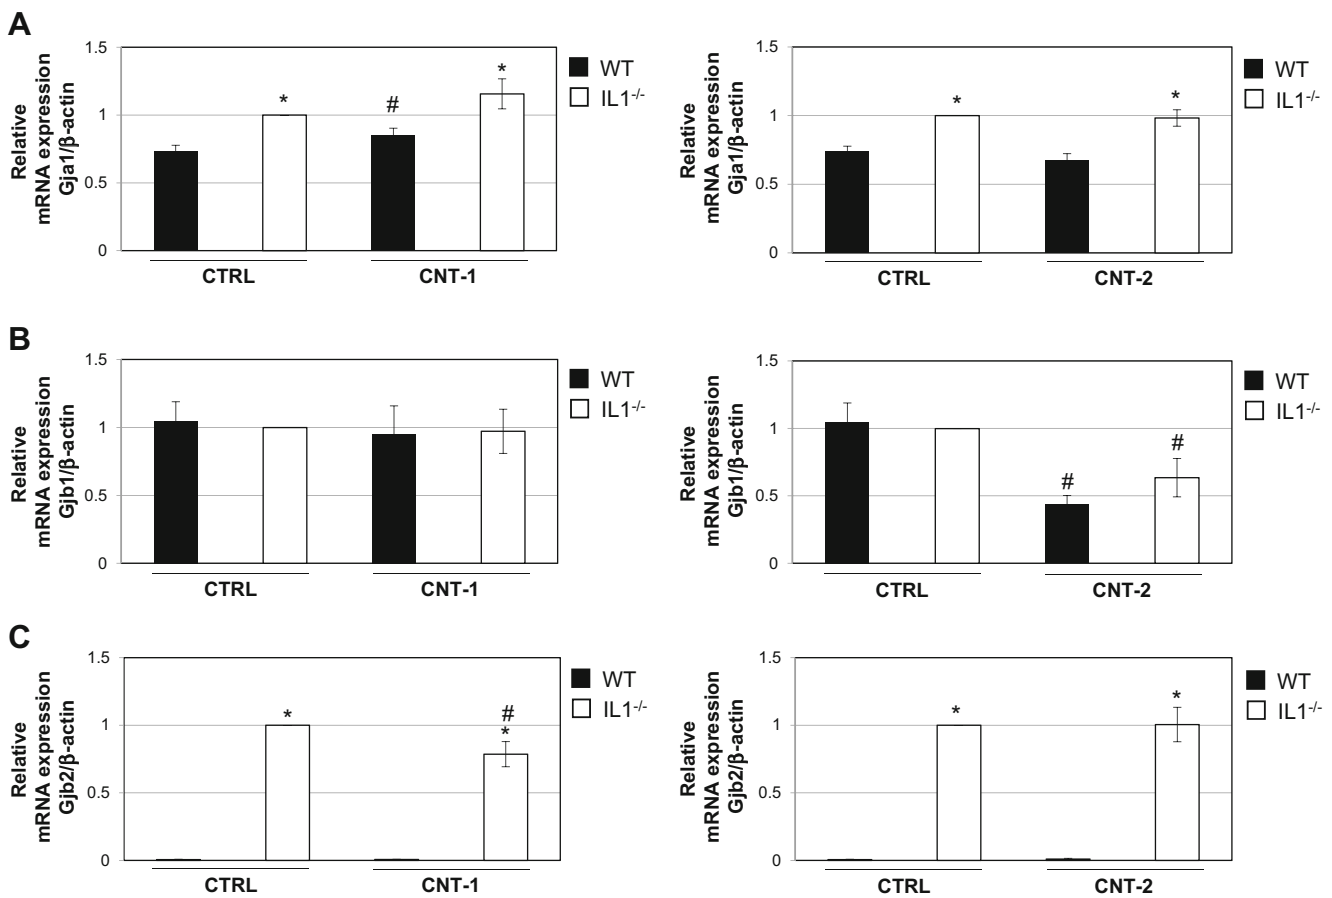 A
Relative
mRNA expression
Gja1/β-actin
1.5
1
0.5
0
*
#
*
CTRL
CNT-1
WT
IL1-/-
Relative
mRNA expression
Gja1/β-actin
1.5
1
0.5
0
*
*
CTRL
CNT-2
WT
IL1-/-
B
Relative
mRNA expression
Gjb1/β-actin
1.5
1
0.5
0
CTRL
CNT-1
WT
IL1-/-
Relative
mRNA expression
Gjb1/β-actin
1.5
1
0.5
0
#
#
CTRL
CNT-2
WT
IL1-/-
C
Relative
mRNA expression
Gjb2/β-actin
1.5
1
0.5
0
*
#
*
CTRL
CNT-1
WT
IL1-/-
Relative
mRNA expression
Gjb2/β-actin
1.5
1
0.5
0
*
*
CTRL
CNT-2
WT
IL1-/-